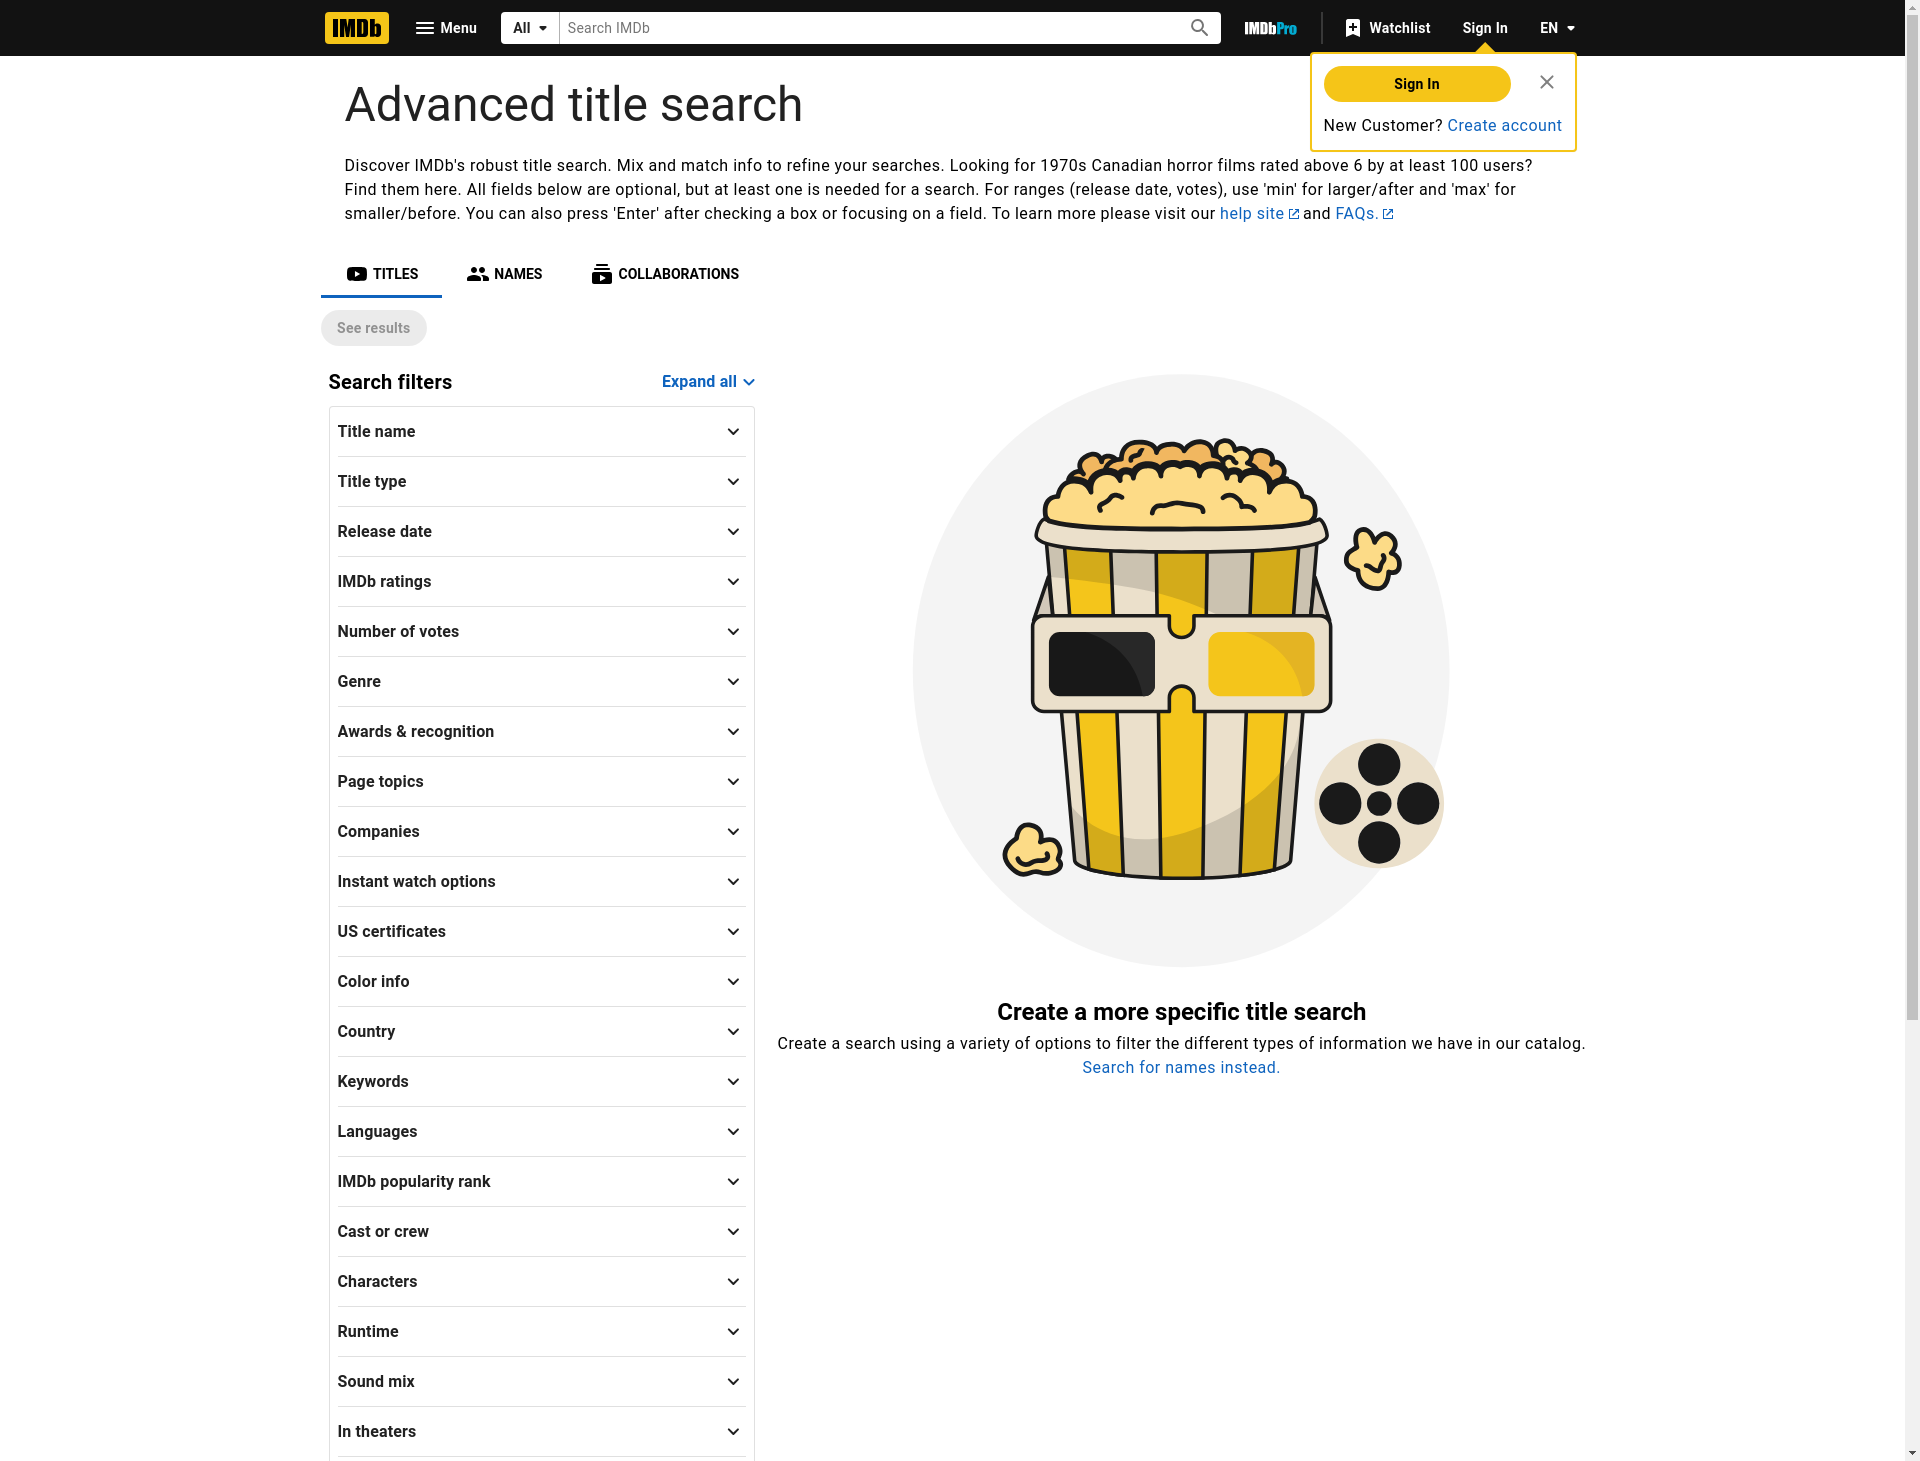 IMDb
Menu
All
Search IMDb
IMDbPro
Watchlist
Sign In
EN
Sign In
New Customer? Create account
Advanced title search
Discover IMDb's robust title search. Mix and match info to refine your searches. Looking for 1970s Canadian horror films rated above 6 by at least 100 users?
Find them here. All fields below are optional, but at least one is needed for a search. For ranges (release date, votes), use 'min' for larger/after and 'max' for
smaller/before. You can also press 'Enter' after checking a box or focusing on a field. To learn more please visit our help site and FAQs.
TITLES
NAMES
COLLABORATIONS
See results
Search filters
Expand all
Title name
Title type
Release date
IMDb ratings
Number of votes
Genre
Awards & recognition
Page topics
Companies
Instant watch options
US certificates
Color info
Country
Keywords
Languages
IMDb popularity rank
Cast or crew
Characters
Runtime
Sound mix
In theaters
Create a more specific title search
Create a search using a variety of options to filter the different types of information we have in our catalog.
Search for names instead.